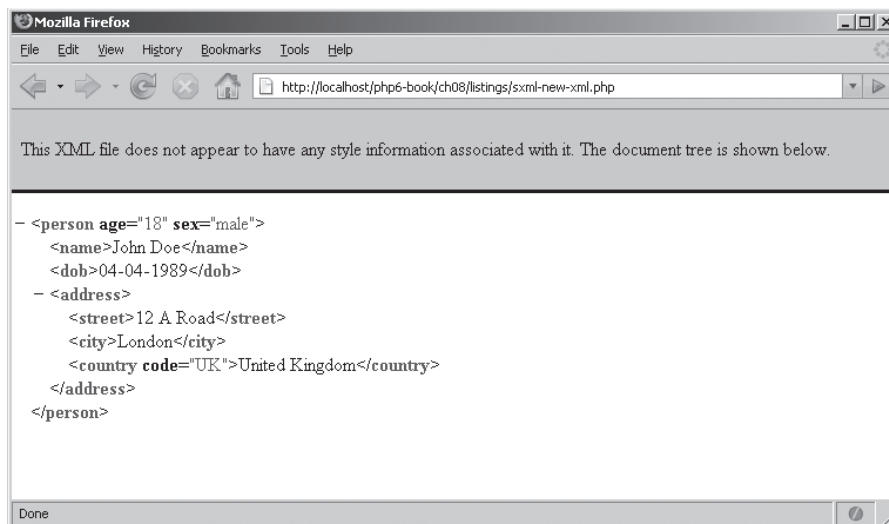 Mozilla Firefox
File Edit View History Bookmarks Tools Help
http://localhost/php6-book/ch08/listings/sxml-new-xml.php
This XML file does not appear to have any style information associated with it. The document tree is shown below.
− <person age="18" sex="male">
<name>John Doe</name>
<dob>04-04-1989</dob>
− <address>
<street>12 A Road</street>
<city>London</city>
<country code="UK">United Kingdom</country>
</address>
</person>
Done